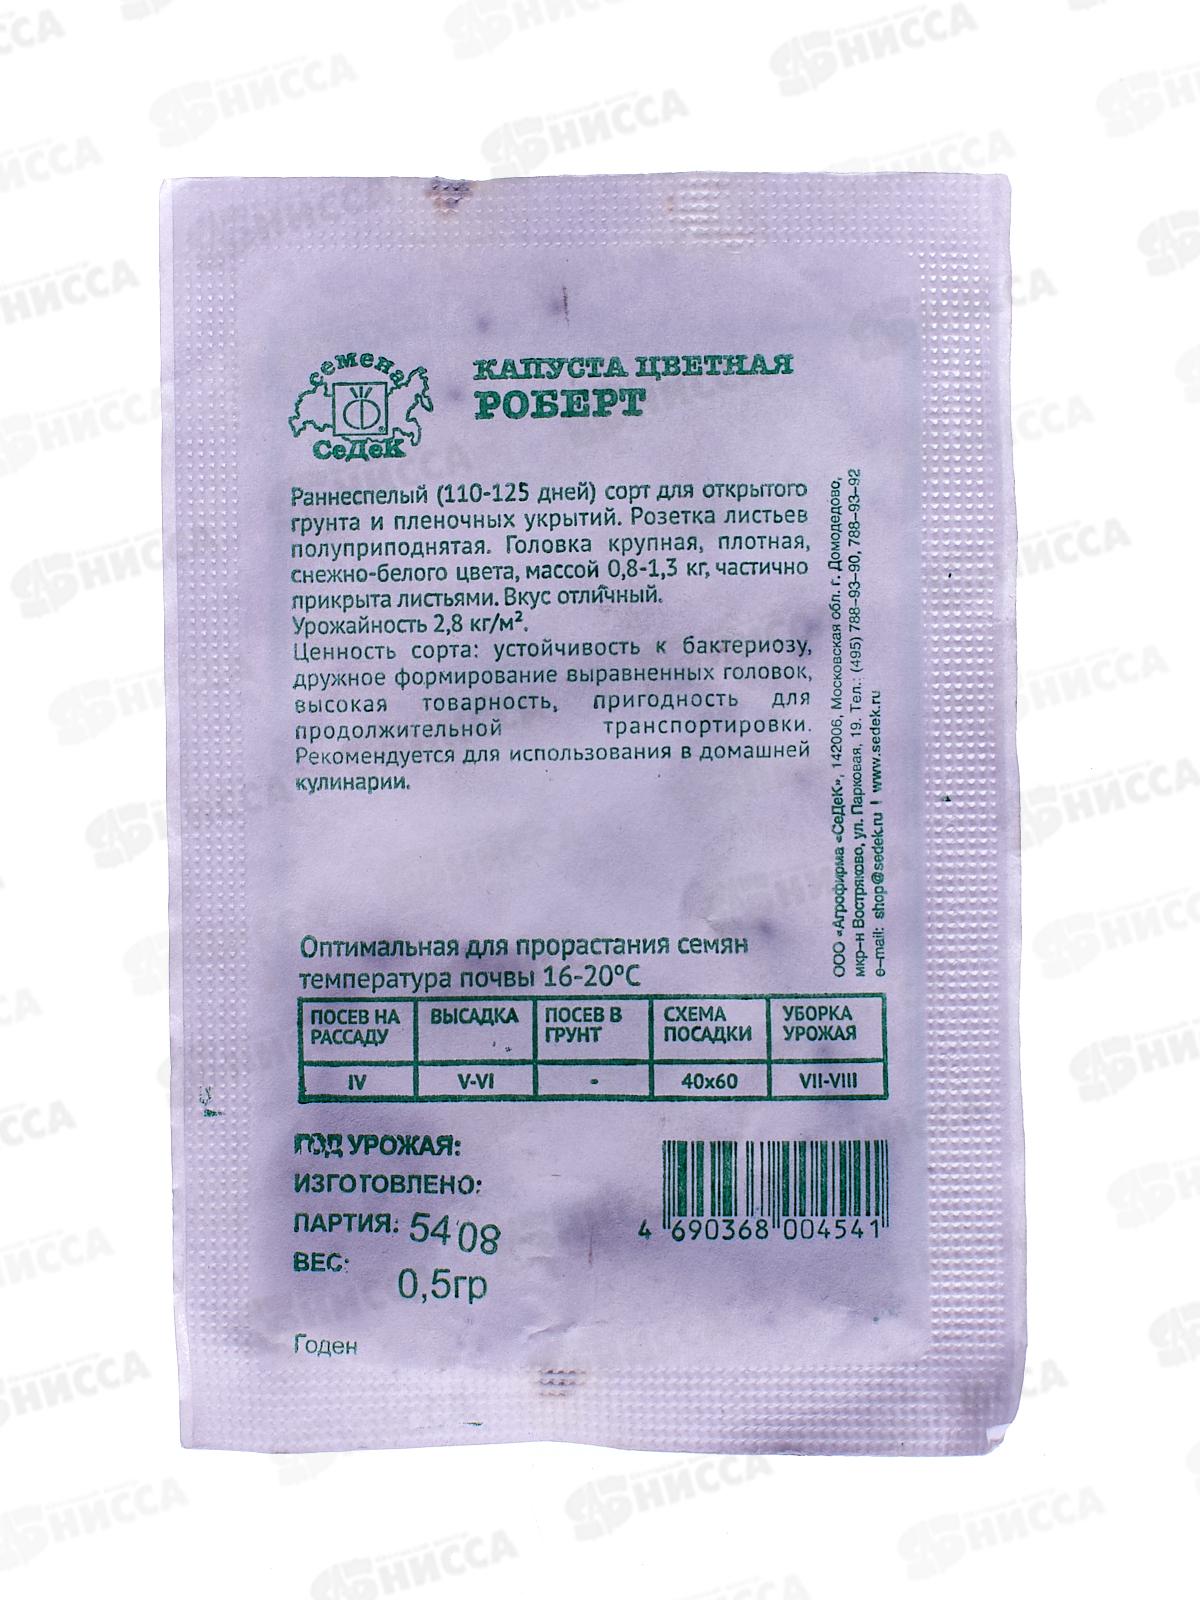 семена
СеДеК
КАПУСТА ЦВЕТНАЯ
РОБЕРТ
Раннеспелый (110-125 дней) сорт для открытого
грунта и пленочных укрытий. Розетка листьев
полуприподнятая. Головка крупная, плотная,
снежно-белого цвета, массой 0,8-1,3 кг, частично
прикрыта листьями. Вкус отличный.
Урожайность 2,8 кг/м².
Ценность сорта: устойчивость к бактериозу,
дружное формирование выравненных головок,
высокая товарность, пригодность для
продолжительной транспортировки.
Рекомендуется для использования в домашней
кулинарии.
ООО «Агрофирма «СеДеК», 142006, Московская обл. г. Домодедово,
мкр-н Востряково, ул. Парковая, 19. Тел.: (495) 788-93-90, 788-93-92
e-mail: shop@sedek.ru | www.sedek.ru
Оптимальная для прорастания семян
температура почвы 16-20°С
ПОСЕВ НА РАССАДУ ВЫСАДКА ПОСЕВ В ГРУНТ СХЕМА ПОСАДКИ УБОРКА УРОЖАЯ
IV V-VI - 40x60 VII-VIII
ГОД УРОЖАЯ:
ИЗГОТОВЛЕНО:
ПАРТИЯ: 5408
ВЕС: 0,5гр
Годен
4 690368 004541
НИССА